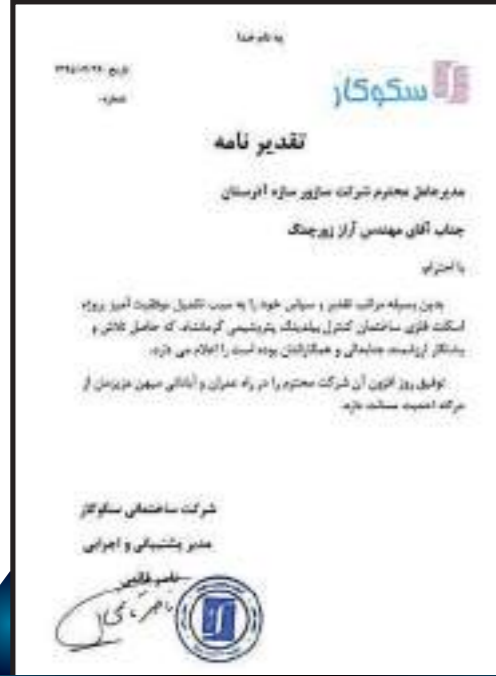 به نام خدا
تاریخ:
شماره:
سکوکار
تقدیر نامه
مدیرعامل محترم شرکت سازور سازه آذرستان
جناب آقای مهندس آراز زورچنگ
با احترام
بدین وسیله مراتب تقدیر و سپاس خود را به سبب تکمیل موفقیت آمیز پروژه
اسکلت فلزی ساختمان کنترل بیلدینگ پتروشیمی کرمانشاه، که حاصل تلاش و
پشتکار ارزشمند جنابعالی و همکارانتان بوده است را اعلام می دارد.
توفیق روز افزون آن شرکت محترم را در راه عمران و آبادانی میهن عزیزمان از
درگاه احدیت مسئلت دارد.
شرکت ساختمانی سکوکار
مدیر پشتیبانی و اجرایی
ناصر